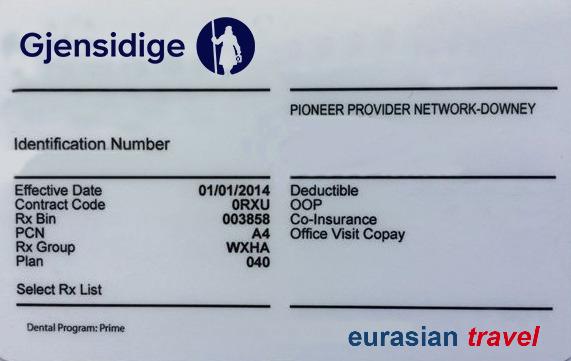 Gjensidige
PIONEER PROVIDER NETWORK-DOWNEY
Identification Number
Effective Date 01/01/2014
Contract Code 0RXU
Rx Bin 003858
PCN A4
Rx Group WXHA
Plan 040
Select Rx List
Deductible
OOP
Co-Insurance
Office Visit Copay
Dental Program: Prime
eurasian travel